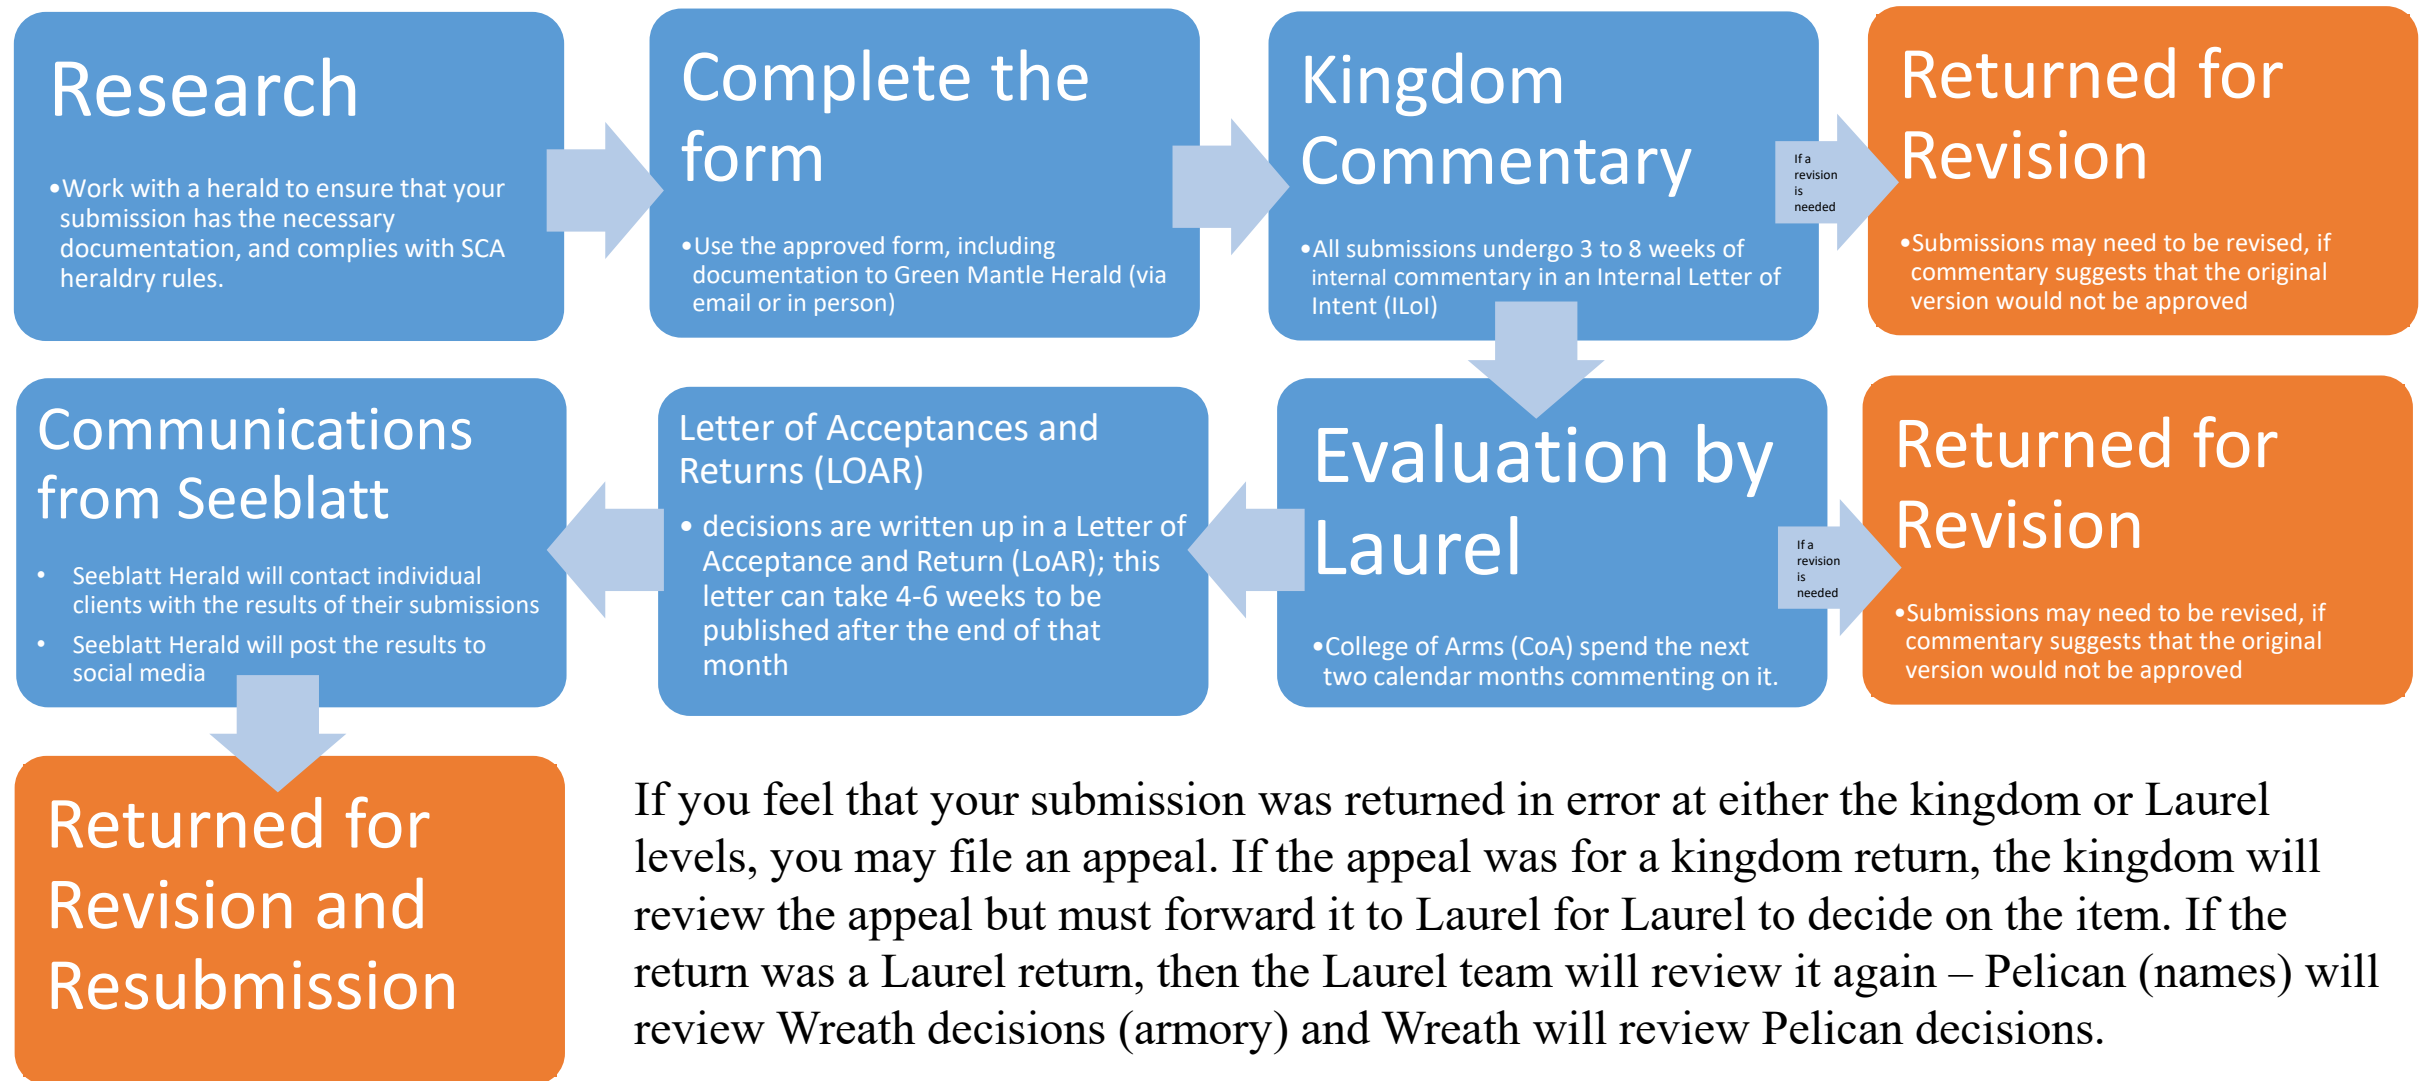 Research
•Work with a herald to ensure that your
submission has the necessary
documentation, and complies with SCA
heraldry rules.
Complete the
form
•Use the approved form, including
documentation to Green Mantle Herald (via
email or in person)
Kingdom
Commentary
•All submissions undergo 3 to 8 weeks of
internal commentary in an Internal Letter of
Intent (ILoI)
If a
revision
is
needed
Returned for
Revision
•Submissions may need to be revised, if
commentary suggests that the original
version would not be approved
Evaluation by
Laurel
•College of Arms (CoA) spend the next
two calendar months commenting on it.
If a
revision
is
needed
Returned for
Revision
•Submissions may need to be revised, if
commentary suggests that the original
version would not be approved
Letter of Acceptances and
Returns (LOAR)
• decisions are written up in a Letter of
Acceptance and Return (LoAR); this
letter can take 4-6 weeks to be
published after the end of that
month
Communications
from Seeblatt
• Seeblatt Herald will contact individual
clients with the results of their submissions
• Seeblatt Herald will post the results to
social media
Returned for
Revision and
Resubmission
If you feel that your submission was returned in error at either the kingdom or Laurel
levels, you may file an appeal. If the appeal was for a kingdom return, the kingdom will
review the appeal but must forward it to Laurel for Laurel to decide on the item. If the
return was a Laurel return, then the Laurel team will review it again – Pelican (names) will
review Wreath decisions (armory) and Wreath will review Pelican decisions.